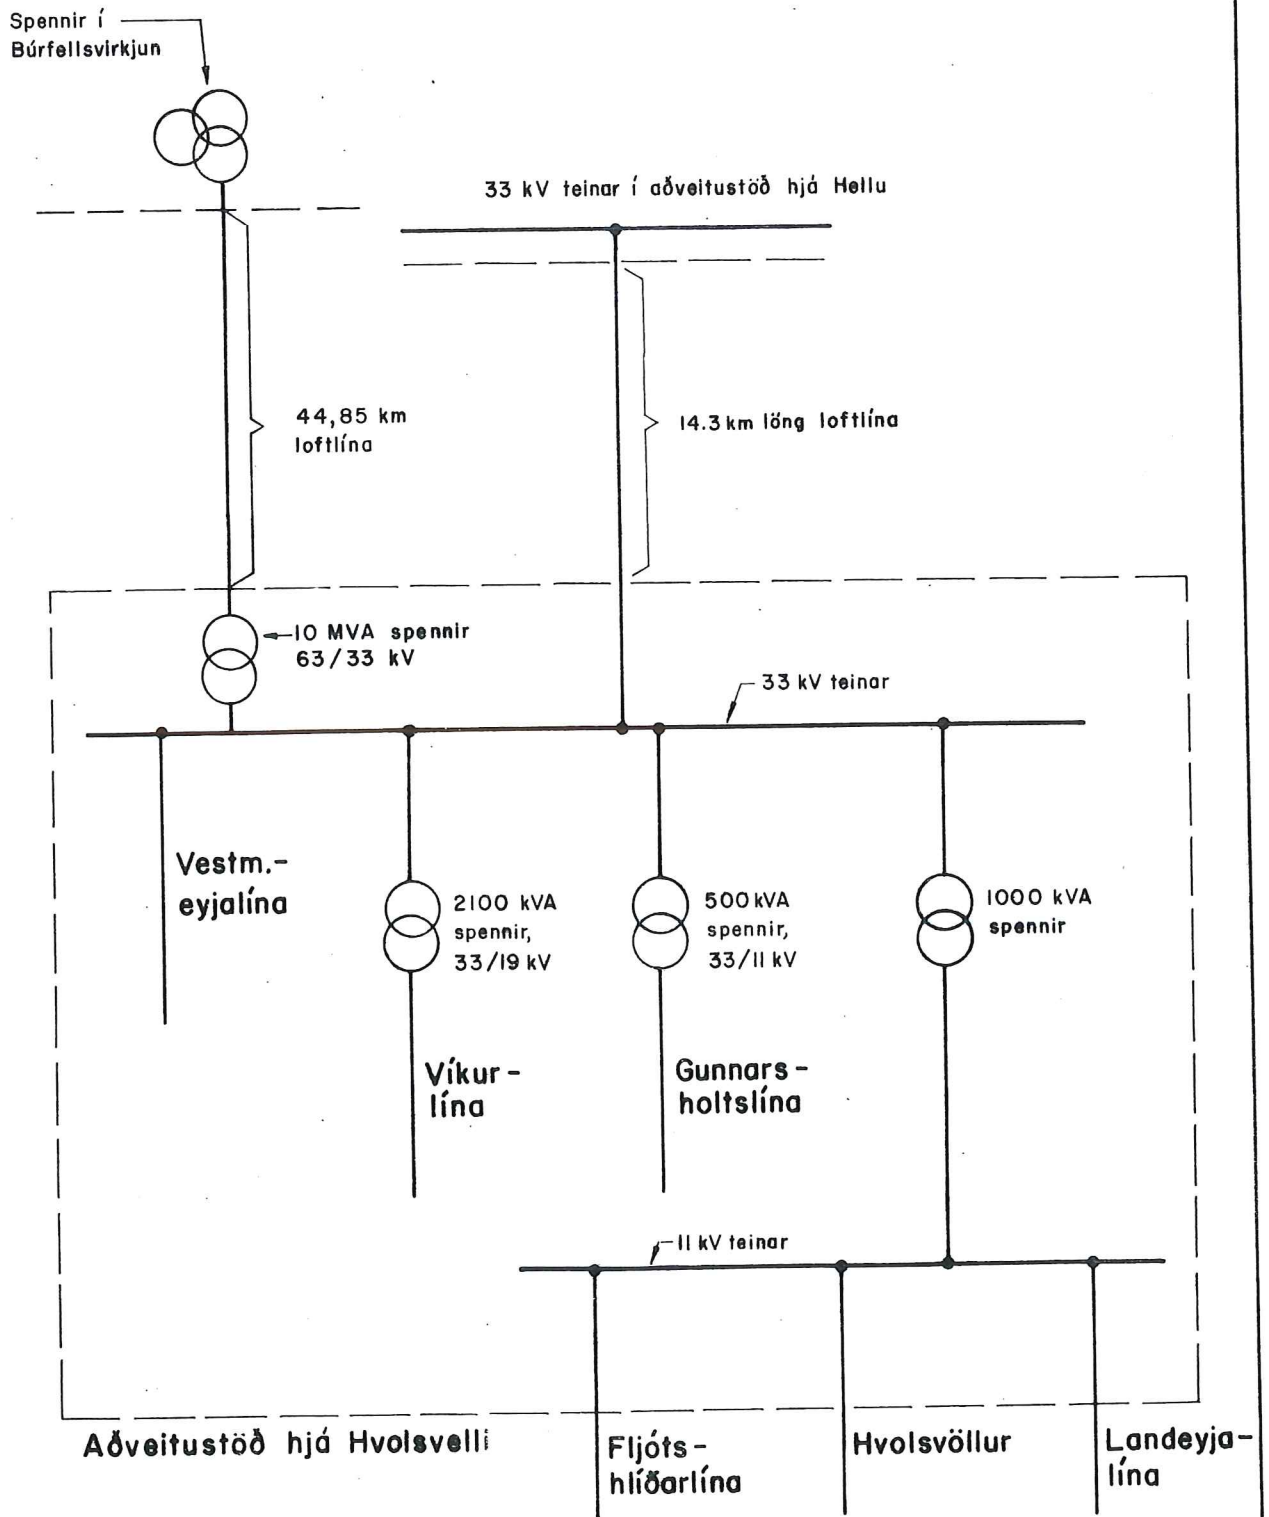 Spennir í
Búrfellsvirkjun
33 kV teinar í aðveitustöð hjá Hellu
44,85 km
loftlína
14.3 km löng loftlína
10 MVA spennir
63/33 kV
33 kV teinar
Vestm.-
eyjalína
2100 kVA
spennir,
33/19 kV
500 kVA
spennir,
33/11 kV
1000 kVA
spennir
Víkur-
lína
Gunnars-
holtslína
11 kV teinar
Aðveitustöð hjá Hvolsvelli
Fljóts-
hlíðarlína
Hvolsvöllur
Landeyja-
lína